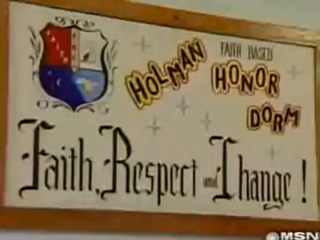 FAITH BASED
HOLMAN HONOR DORM
Faith, Respect and Change!
MSN